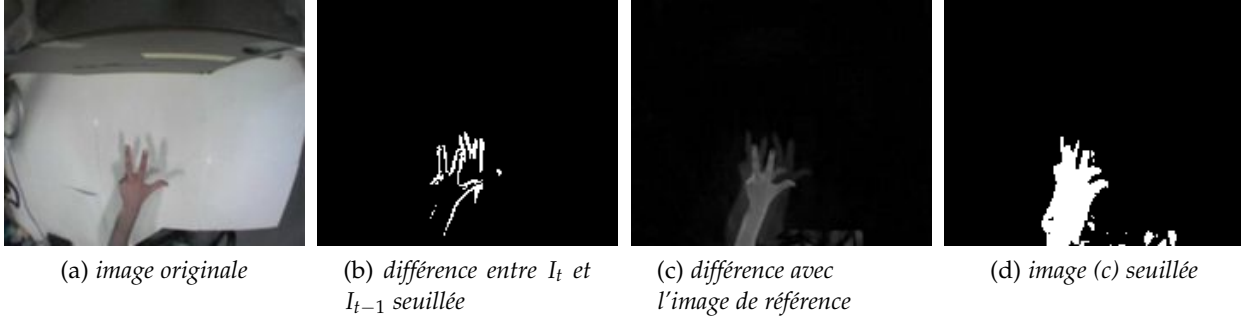 (a) image originale
(b) différence entre I_t et
I_{t−1} seuillée
(c) différence avec
l'image de référence
(d) image (c) seuillée